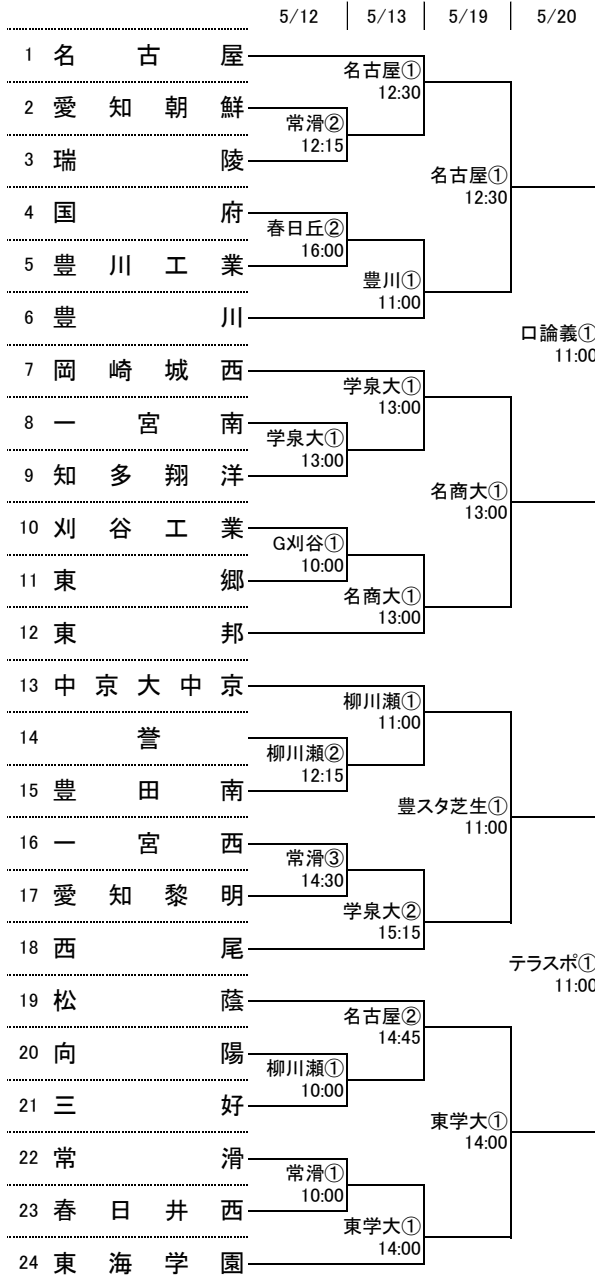 5/12 5/13 5/19 5/20
1 名古屋
名古屋①
12:30
2 愛知朝鮮
常滑②
12:15
3 瑞陵
名古屋①
12:30
4 国府
春日丘②
16:00
5 豊川工業
豊川①
11:00
6 豊川
口論義①
11:00
7 岡崎城西
学泉大①
13:00
8 一宮南
学泉大①
13:00
9 知多翔洋
名商大①
13:00
10 刈谷工業
G刈谷①
10:00
11 東郷
名商大①
13:00
12 東邦
13 中京大中京
柳川瀬①
11:00
14 誉
柳川瀬②
12:15
15 豊田南
豊スタ芝生①
11:00
16 一宮西
常滑③
14:30
17 愛知黎明
学泉大②
15:15
18 西尾
テラスポ①
11:00
19 松蔭
名古屋②
14:45
20 向陽
柳川瀬①
10:00
21 三好
東学大①
14:00
22 常滑
常滑①
10:00
23 春日井西
東学大①
14:00
24 東海学園